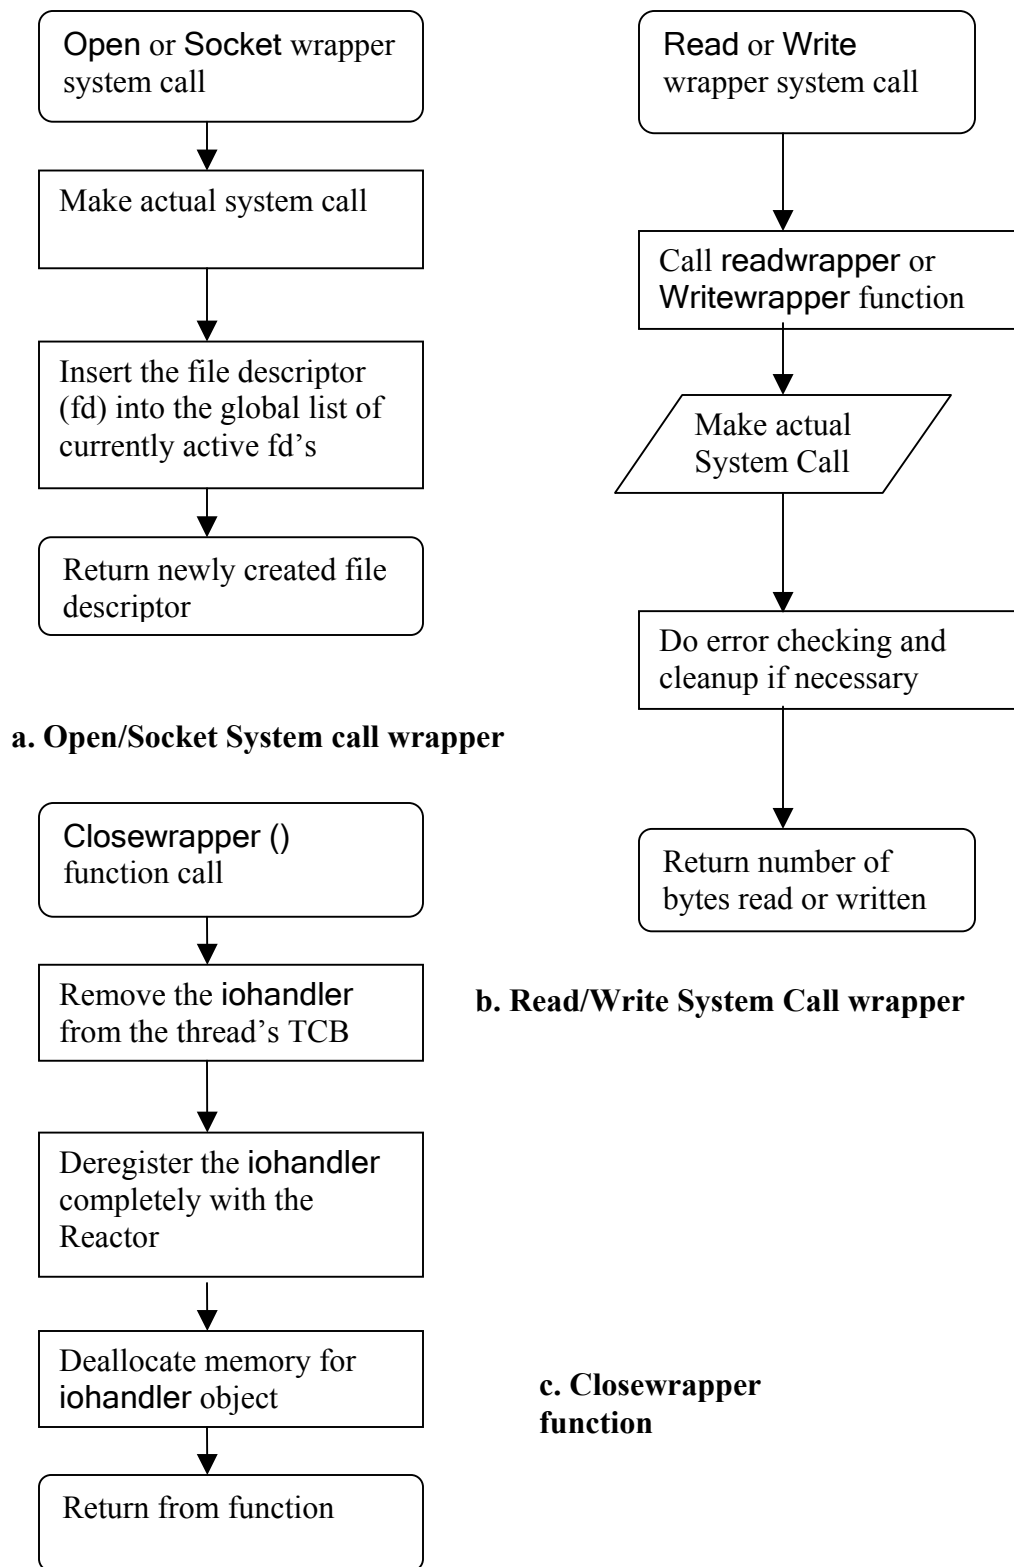 Open or Socket wrapper
system call
Make actual system call
Insert the file descriptor
(fd) into the global list of
currently active fd’s
Return newly created file
descriptor
a. Open/Socket System call wrapper
Read or Write
wrapper system call
Call readwrapper or
Writewrapper function
Make actual
System Call
Do error checking and
cleanup if necessary
Return number of
bytes read or written
b. Read/Write System Call wrapper
Closewrapper ()
function call
Remove the iohandler
from the thread’s TCB
Deregister the iohandler
completely with the
Reactor
Deallocate memory for
iohandler object
Return from function
c. Closewrapper
function